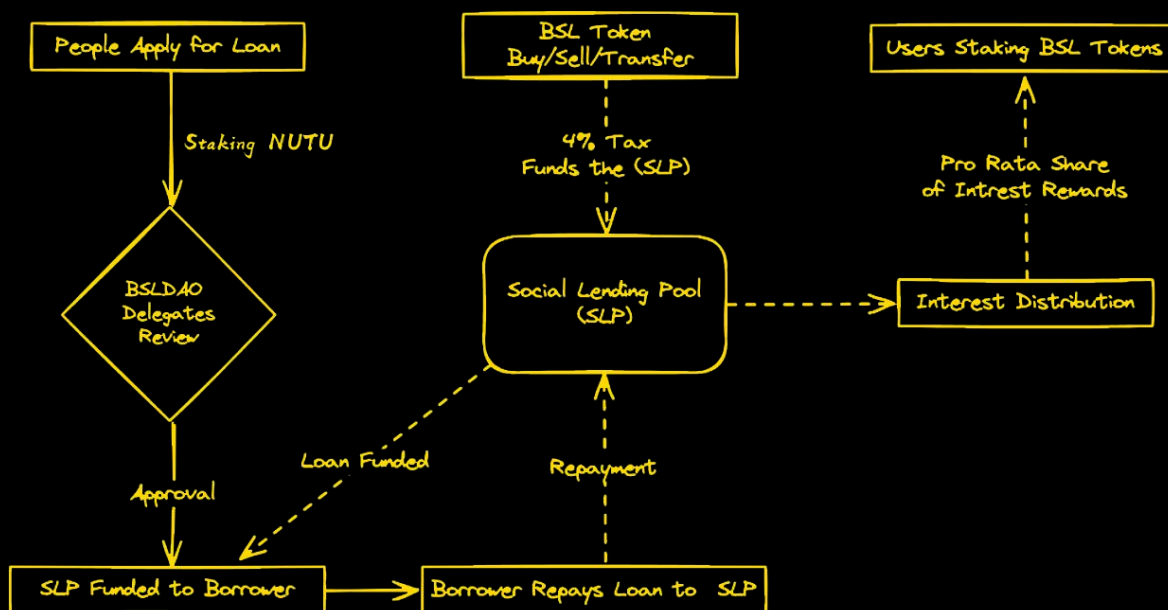 People Apply for Loan
BSL Token
Buy/Sell/Transfer
Users Staking BSL Tokens
Staking NUTU
4% Tax
Funds the (SLP)
Pro Rata Share
of Intrest Rewards
BSLDAO
Delegates
Review
Social Lending Pool
(SLP)
Interest Distribution
Loan Funded
Repayment
Approval
SLP Funded to Borrower
Borrower Repays Loan to SLP